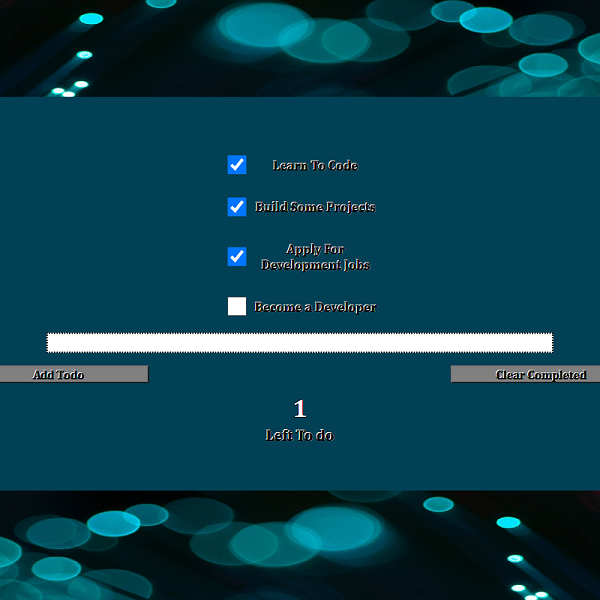 Learn To Code
Build Some Projects
Apply For
Development Jobs
Become a Developer
Add Todo
Clear Completed
1
Left To do